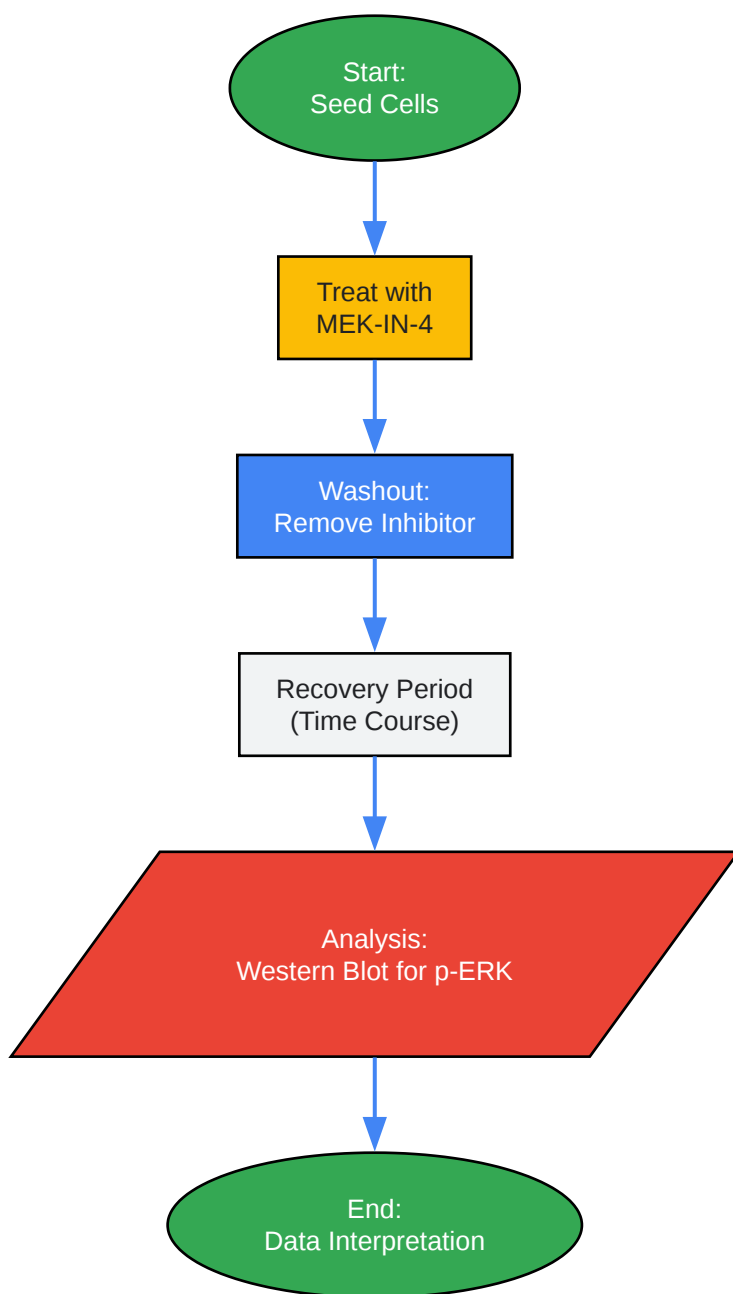 Start:
Seed Cells
Treat with
MEK-IN-4
Washout:
Remove Inhibitor
Recovery Period
(Time Course)
Analysis:
Western Blot for p-ERK
End:
Data Interpretation